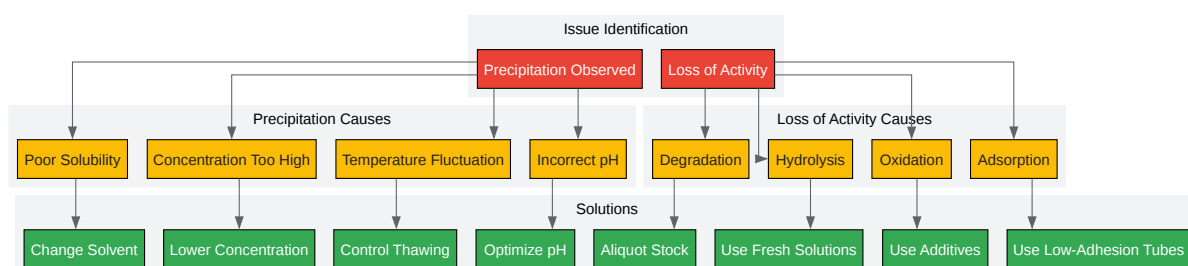 Issue Identification
Precipitation Observed
Loss of Activity
Precipitation Causes
Loss of Activity Causes
Poor Solubility
Concentration Too High
Temperature Fluctuation
Incorrect pH
Degradation
Hydrolysis
Oxidation
Adsorption
Solutions
Change Solvent
Lower Concentration
Control Thawing
Optimize pH
Aliquot Stock
Use Fresh Solutions
Use Additives
Use Low-Adhesion Tubes